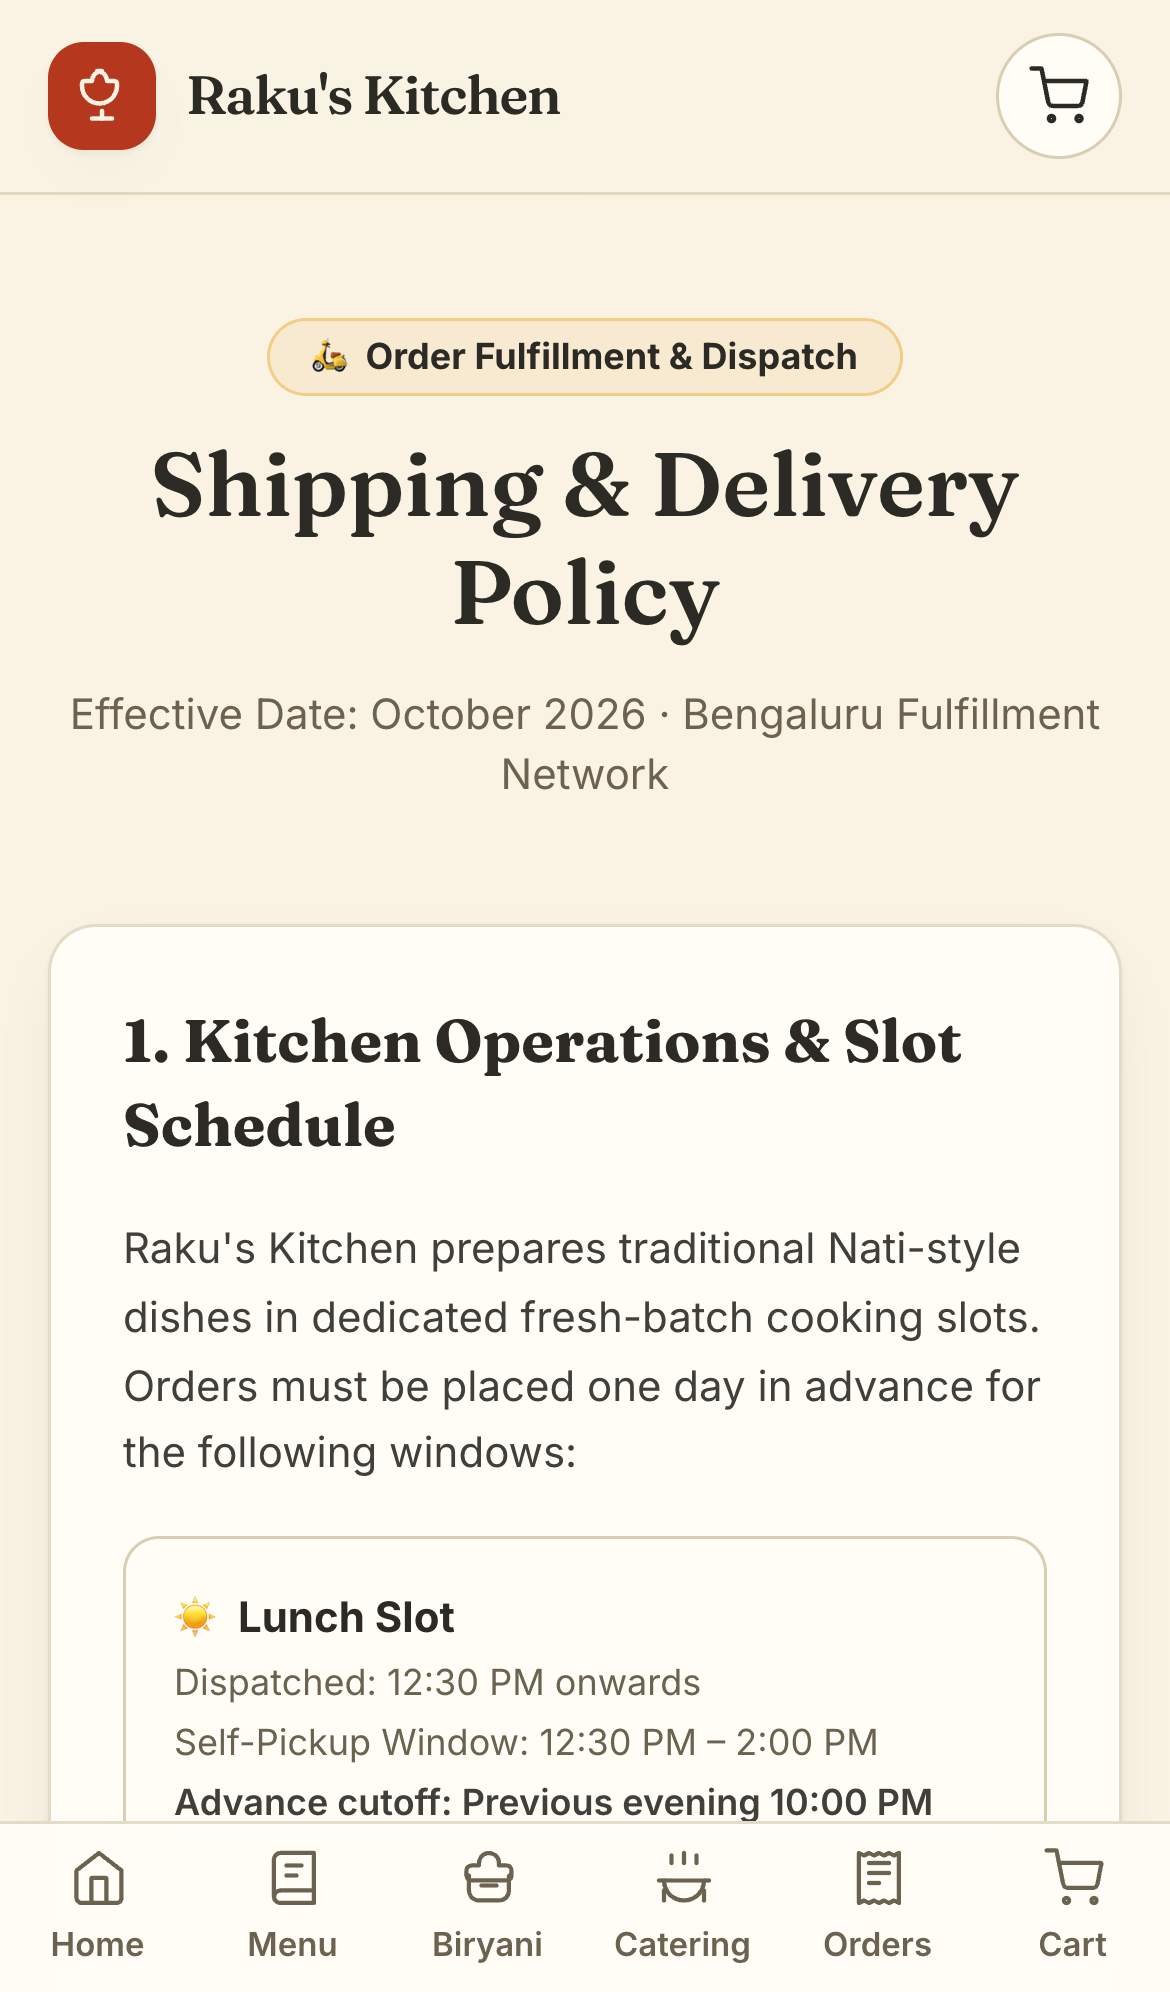 Raku's Kitchen
Order Fulfillment & Dispatch
Shipping & Delivery
Policy
Effective Date: October 2026 · Bengaluru Fulfillment
Network
1. Kitchen Operations & Slot
Schedule
Raku's Kitchen prepares traditional Nati-style
dishes in dedicated fresh-batch cooking slots.
Orders must be placed one day in advance for
the following windows:
Lunch Slot
Dispatched: 12:30 PM onwards
Self-Pickup Window: 12:30 PM – 2:00 PM
Advance cutoff: Previous evening 10:00 PM
Home Menu Biryani Catering Orders Cart